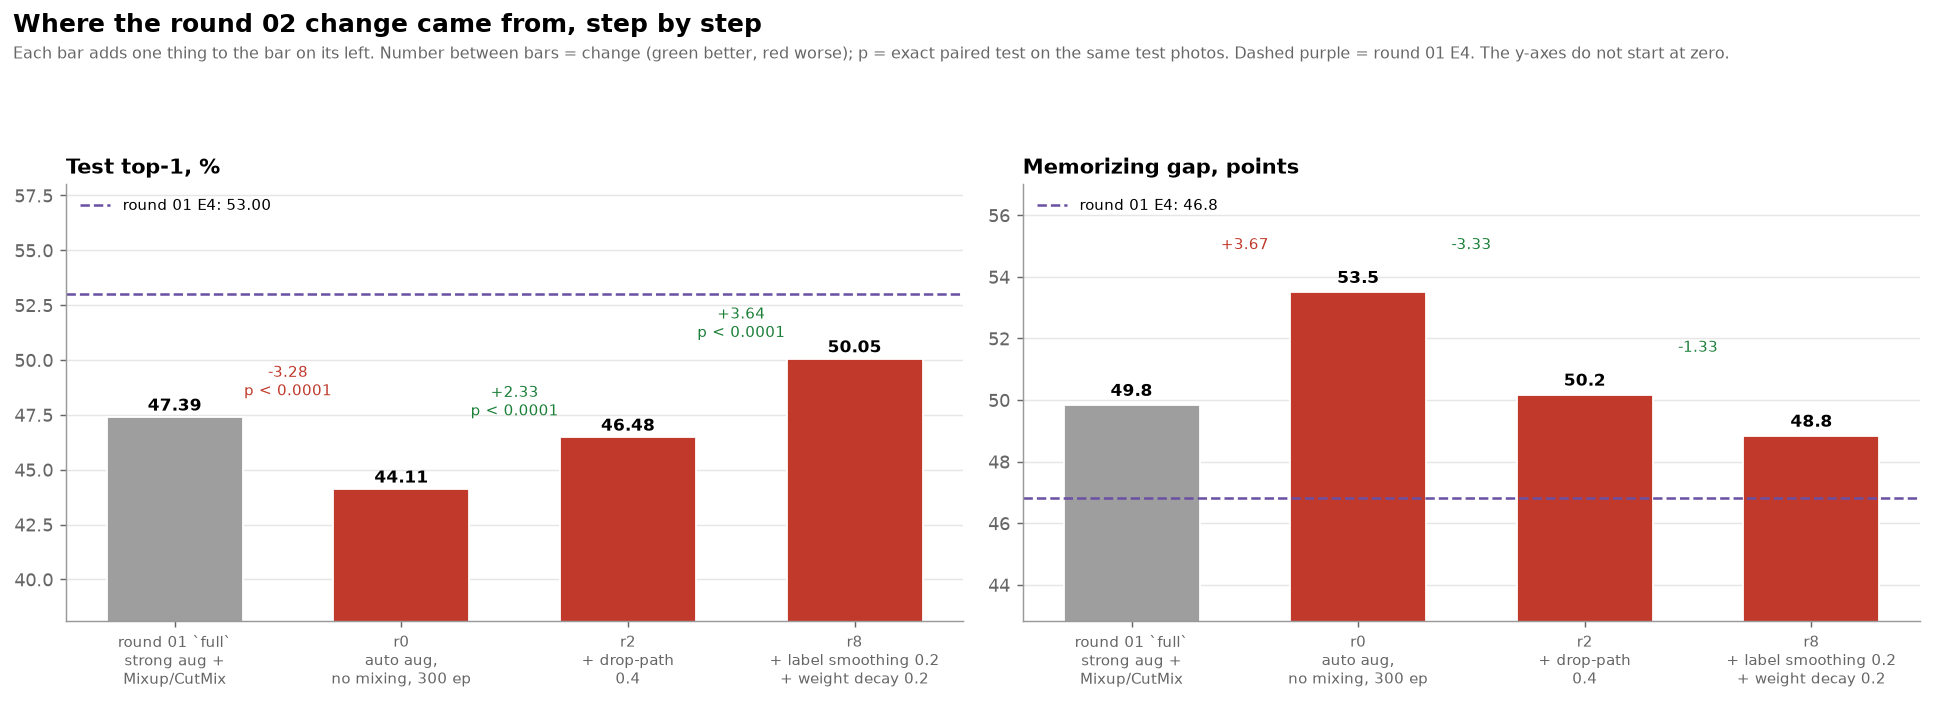 Where the round 02 change came from, step by step
Each bar adds one thing to the bar on its left. Number between bars = change (green better, red worse); p = exact paired test on the same test photos. Dashed purple = round 01 E4. The y-axes do not start at zero.
Test top-1, %
57.5
55.0
52.5
50.0
47.5
45.0
42.5
40.0
round 01 E4: 53.00
47.39
-3.28
p < 0.0001
44.11
+2.33
p < 0.0001
46.48
+3.64
p < 0.0001
50.05
round 01 `full`
strong aug +
Mixup/CutMix
r0
auto aug,
no mixing, 300 ep
r2
+ drop-path
0.4
r8
+ label smoothing 0.2
+ weight decay 0.2
Memorizing gap, points
56
54
52
50
48
46
44
round 01 E4: 46.8
49.8
+3.67
53.5
-3.33
50.2
-1.33
48.8
round 01 `full`
strong aug +
Mixup/CutMix
r0
auto aug,
no mixing, 300 ep
r2
+ drop-path
0.4
r8
+ label smoothing 0.2
+ weight decay 0.2